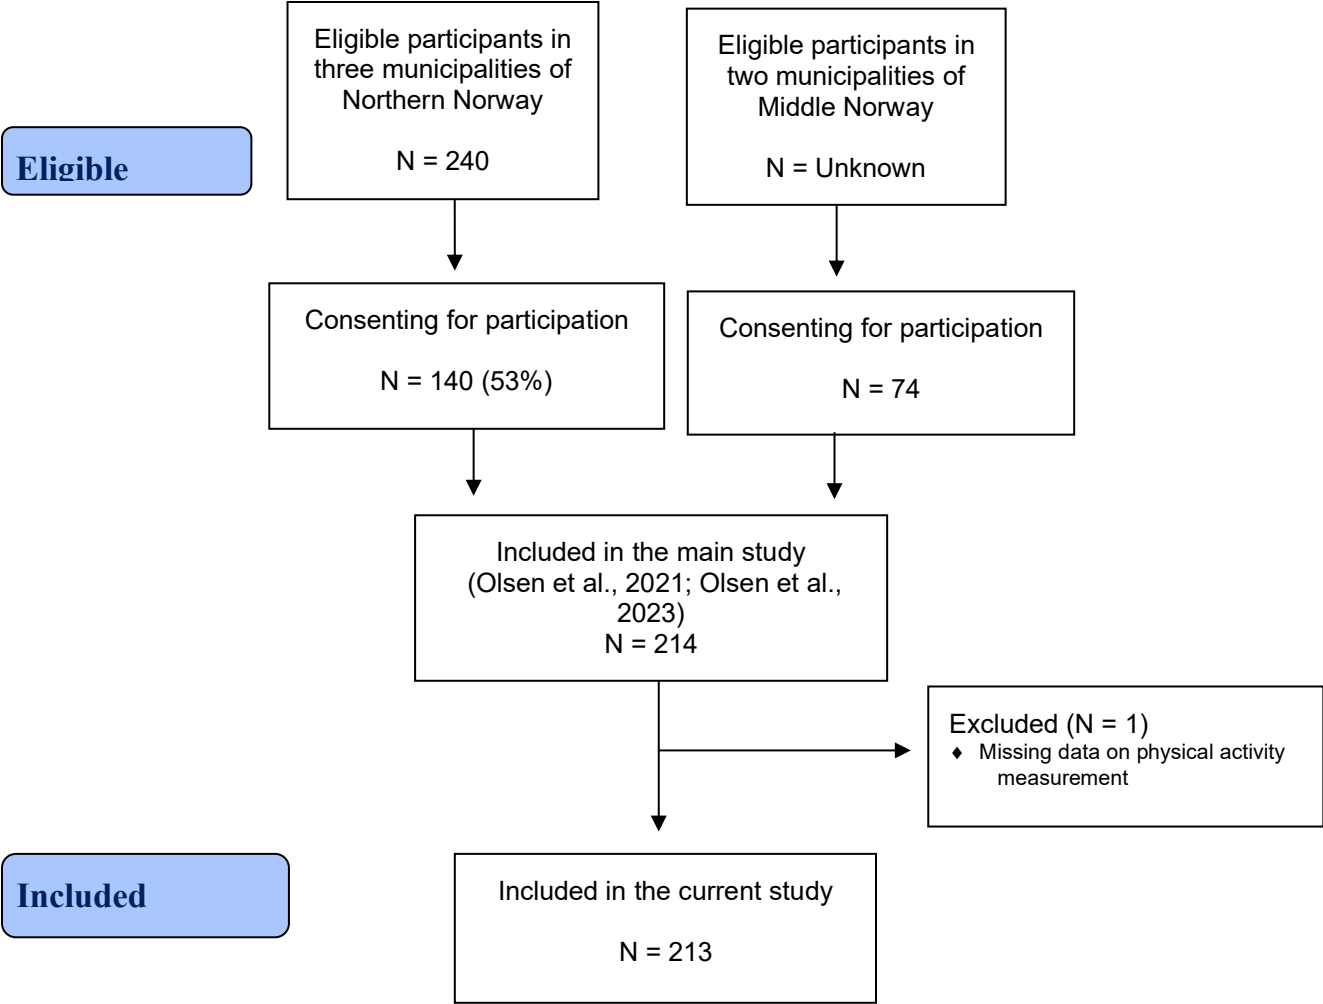 Eligible participants in
three municipalities of
Northern Norway
N = 240
Eligible participants in
two municipalities of
Middle Norway
N = Unknown
Eligible
Consenting for participation
N = 140 (53%)
Consenting for participation
N = 74
Included in the main study
(Olsen et al., 2021; Olsen et al.,
2023)
N = 214
Excluded (N = 1)
♦ Missing data on physical activity
measurement
Included
Included in the current study
N = 213